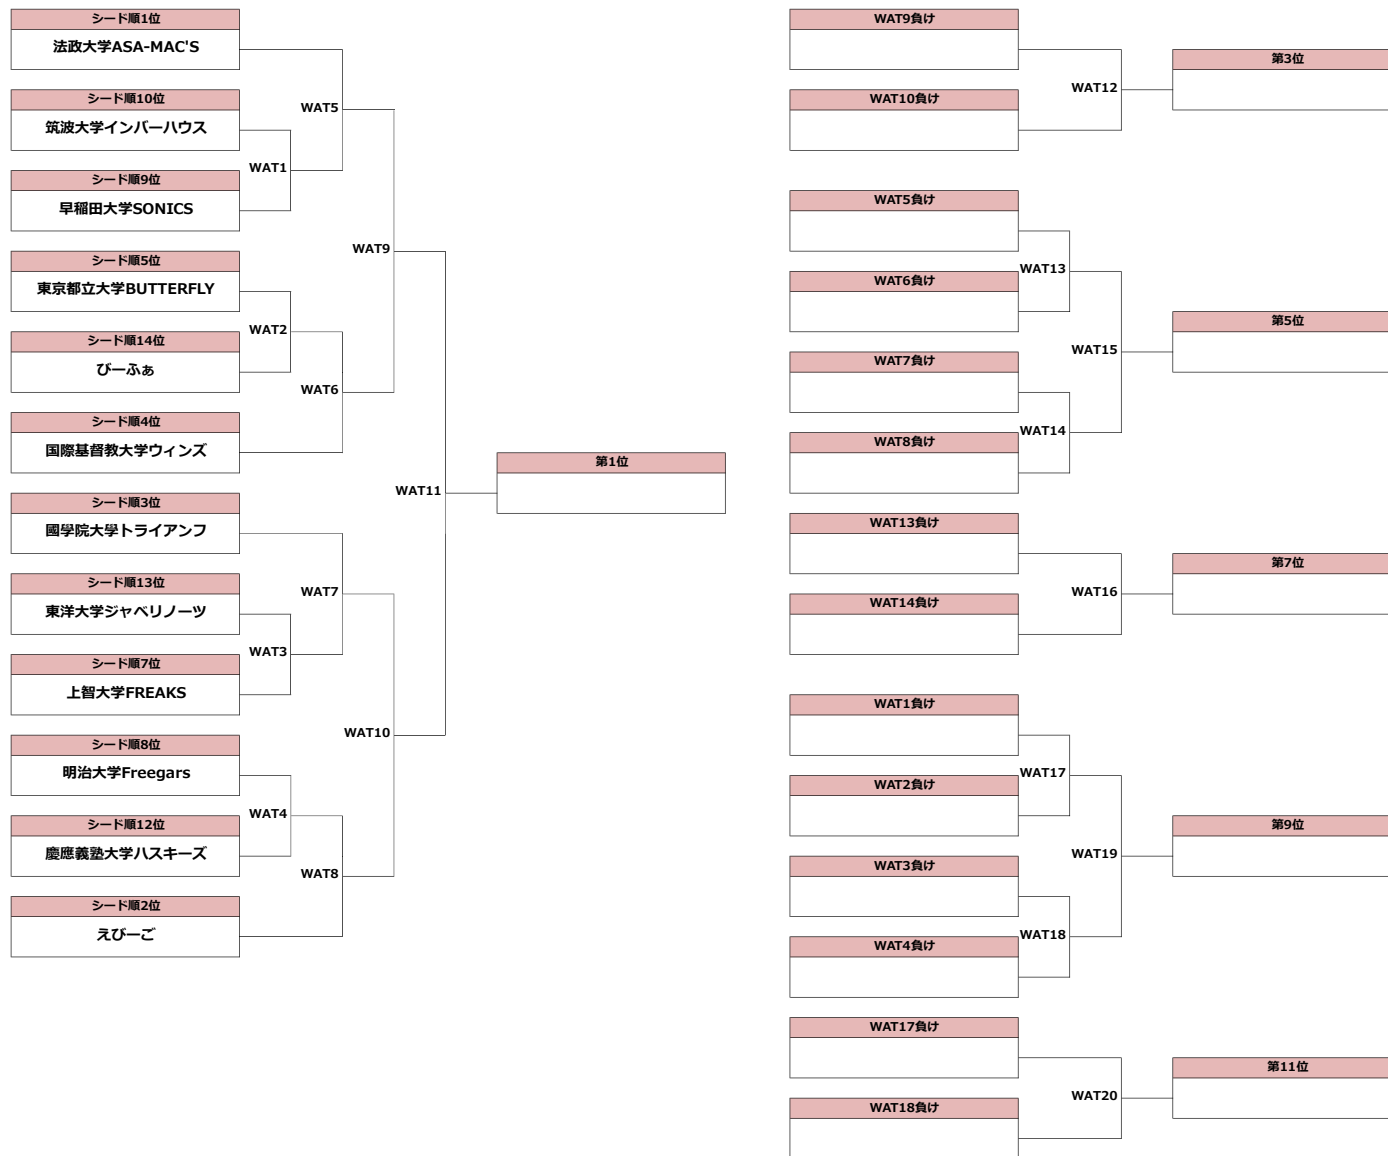 シード順1位
法政大学ASA-MAC'S
シード順10位
筑波大学インバーハウス
シード順9位
早稲田大学SONICS
シード順5位
東京都立大学BUTTERFLY
シード順14位
びーふぁ
シード順4位
国際基督教大学ウィンズ
シード順3位
國學院大學トライアンフ
シード順13位
東洋大学ジャベリノーツ
シード順7位
上智大学FREAKS
シード順8位
明治大学Freegars
シード順12位
慶應義塾大学ハスキーズ
シード順2位
えびーご
WAT1
WAT2
WAT3
WAT4
WAT5
WAT6
WAT7
WAT8
WAT9
WAT10
WAT11
第1位
WAT9負け
WAT10負け
WAT12
第3位
WAT5負け
WAT6負け
WAT13
WAT7負け
WAT8負け
WAT14
WAT15
第5位
WAT13負け
WAT14負け
WAT16
第7位
WAT1負け
WAT2負け
WAT17
WAT3負け
WAT4負け
WAT18
WAT19
第9位
WAT17負け
WAT18負け
WAT20
第11位